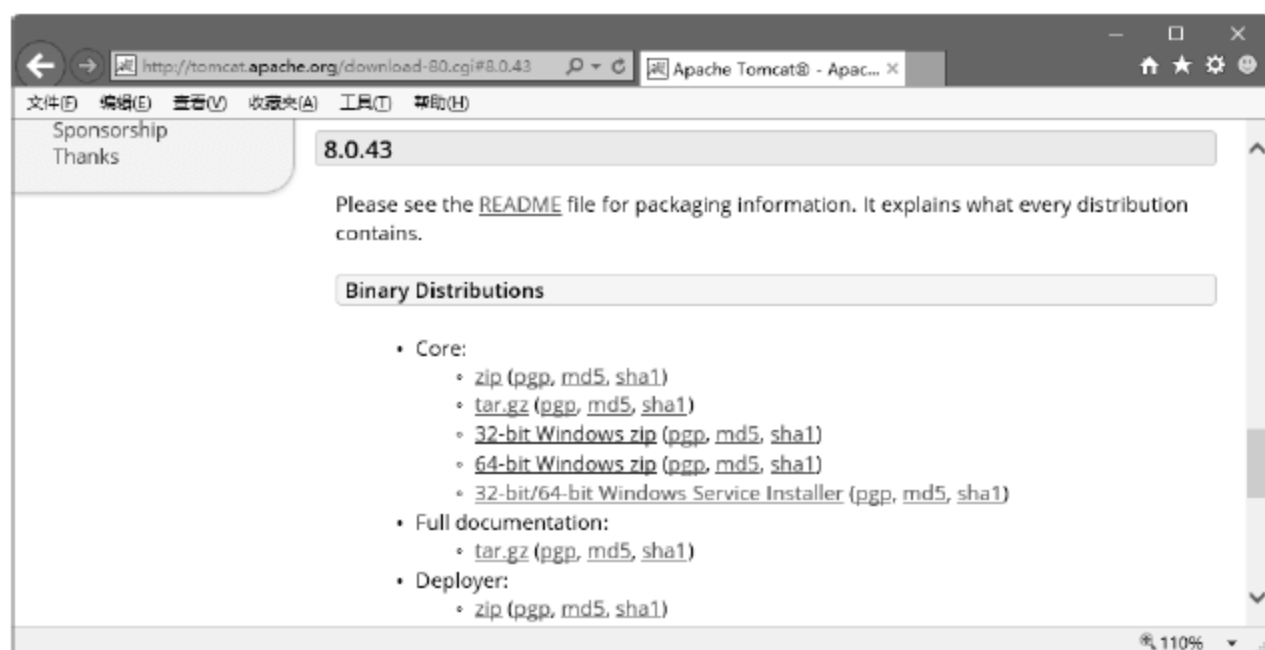 http://tomcat.apache.org/download-80.cgi#8.0.43
Apache Tomcat® - Apac...
文件(F) 编辑(E) 查看(V) 收藏夹(A) 工具(T) 帮助(H)
Sponsorship
Thanks
8.0.43
Please see the README file for packaging information. It explains what every distribution
contains.
Binary Distributions
• Core:
◦ zip (pgp, md5, sha1)
◦ tar.gz (pgp, md5, sha1)
◦ 32-bit Windows zip (pgp, md5, sha1)
◦ 64-bit Windows zip (pgp, md5, sha1)
◦ 32-bit/64-bit Windows Service Installer (pgp, md5, sha1)
• Full documentation:
◦ tar.gz (pgp, md5, sha1)
• Deployer:
◦ zip (pgp, md5, sha1)
110%